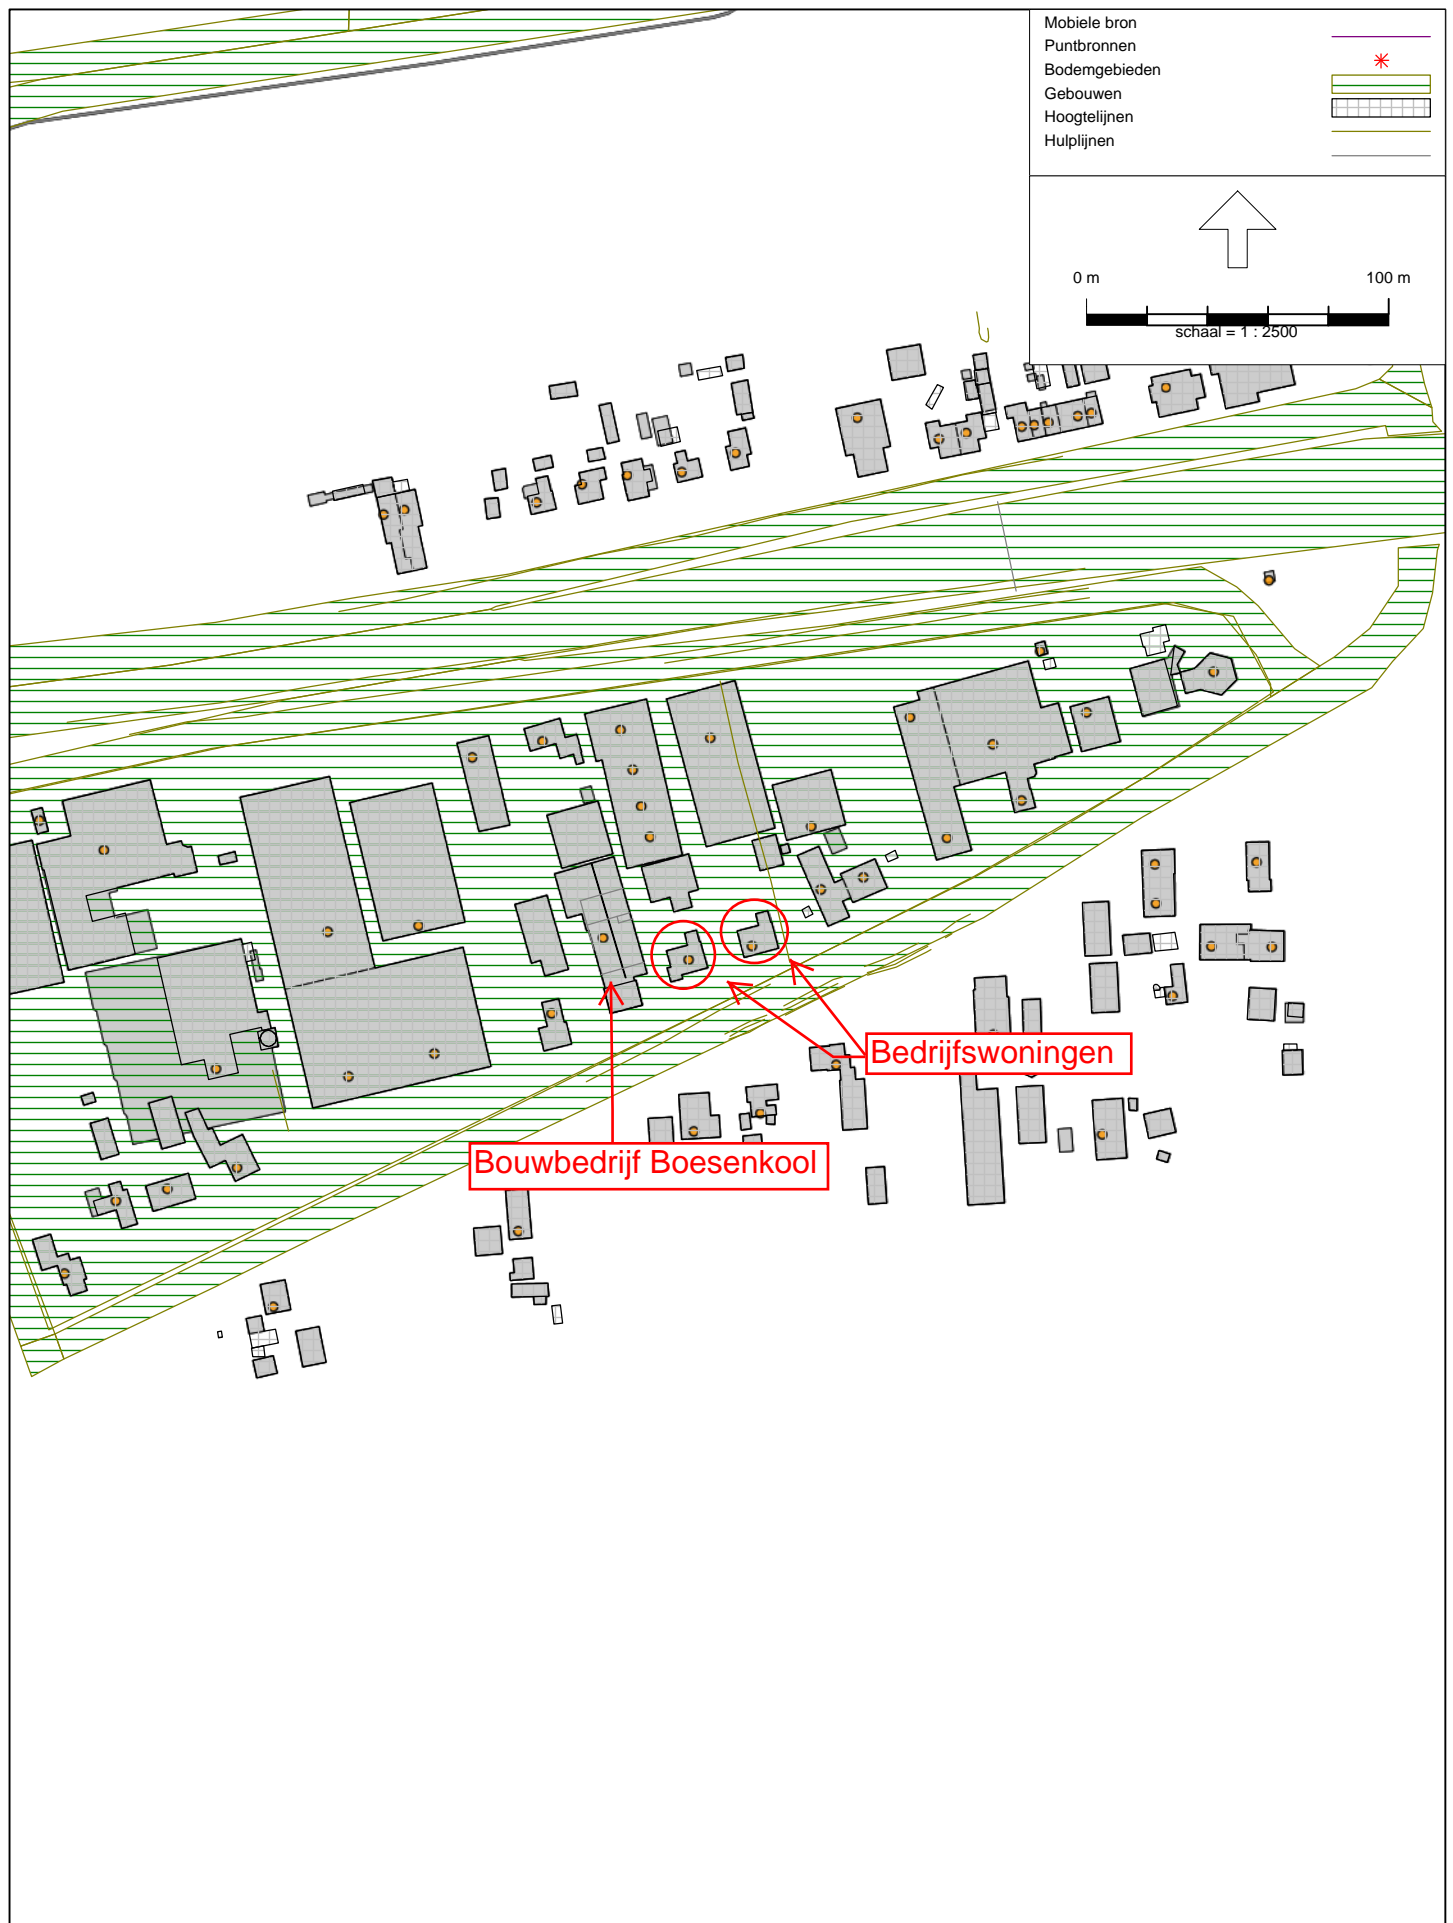 Mobiele bron
Puntbronnen
Bodemgebieden
Gebouwen
Hoogtelijnen
Hulplijnen
0 m
100 m
schaal = 1 : 2500
Bedrijfswoningen
Bouwbedrijf Boesenkool